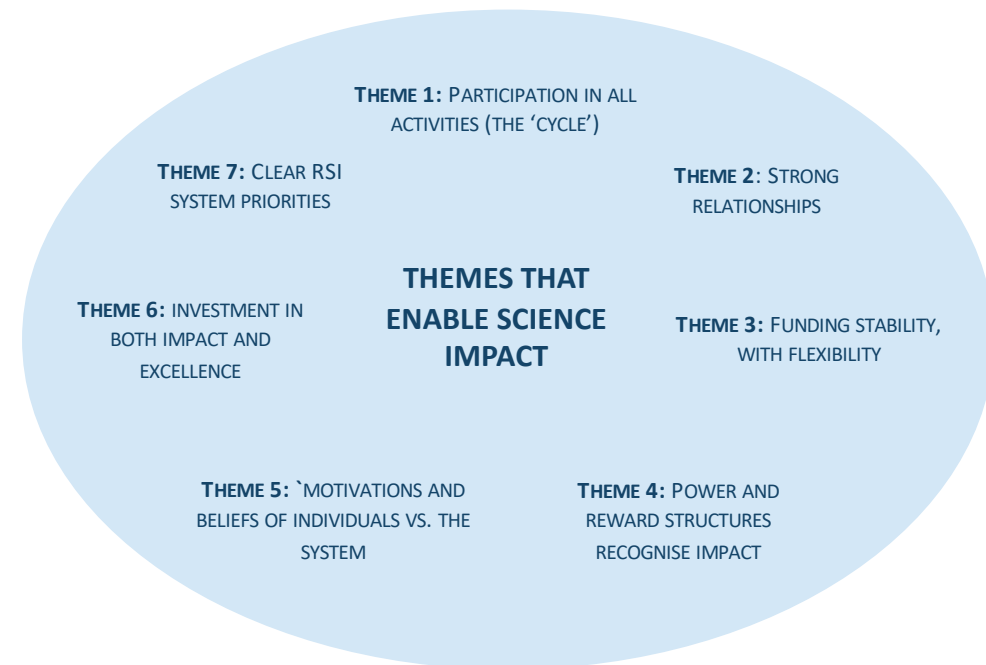 THEME 1: PARTICIPATION IN ALL
ACTIVITIES (THE ‘CYCLE’)
THEME 2: STRONG
RELATIONSHIPS
THEME 3: FUNDING STABILITY,
WITH FLEXIBILITY
THEME 4: POWER AND
REWARD STRUCTURES
RECOGNISE IMPACT
THEME 5: `MOTIVATIONS AND
BELIEFS OF INDIVIDUALS VS. THE
SYSTEM
THEME 6: INVESTMENT IN
BOTH IMPACT AND
EXCELLENCE
THEME 7: CLEAR RSI
SYSTEM PRIORITIES
THEMES THAT
ENABLE SCIENCE
IMPACT